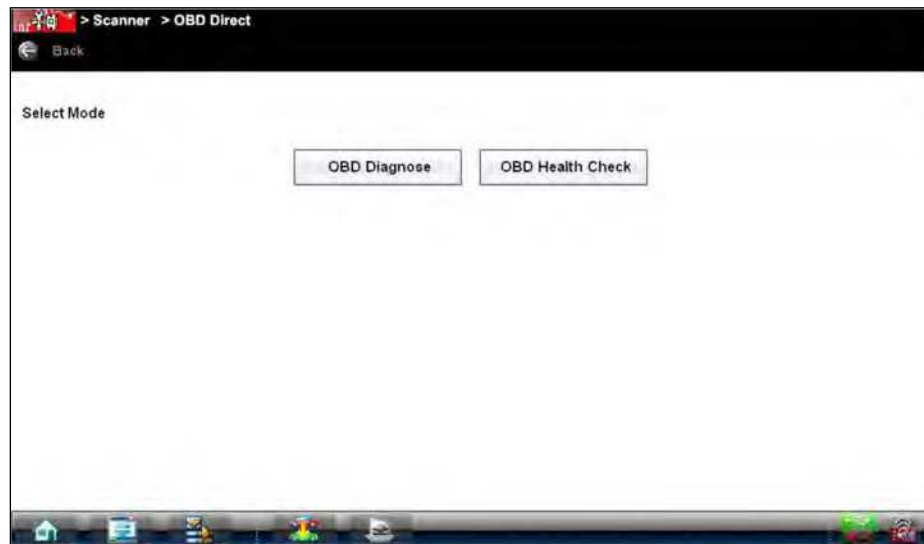 > Scanner > OBD Direct
Back
Select Mode
OBD Diagnose OBD Health Check